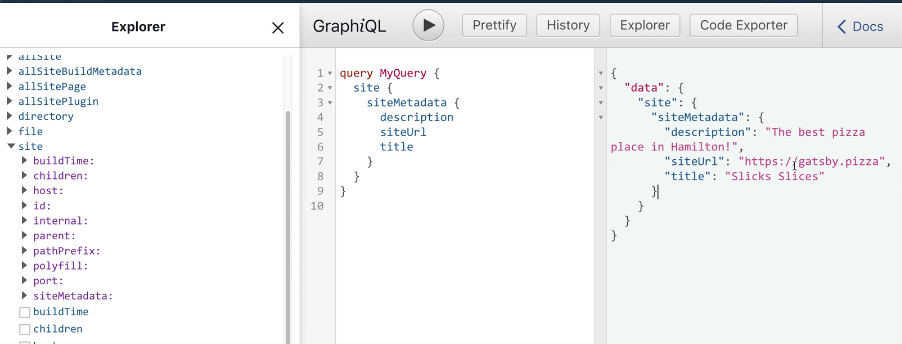 Explorer
GraphiQL
Prettify
History
Explorer
Code Exporter
Docs
allSite
allSiteBuildMetadata
allSitePage
allSitePlugin
directory
file
site
buildTime:
children:
host:
id:
internal:
parent:
pathPrefix:
polyfill:
port:
siteMetadata:
buildTime
children
1 query MyQuery {
2 site {
3 siteMetadata {
4 description
5 siteUrl
6 title
7 }
8 }
9 }
10
{
"data": {
"site": {
"siteMetadata": {
"description": "The best pizza
place in Hamilton!",
"siteUrl": "https://gatsby.pizza",
"title": "Slicks Slices"
}
}
}
}